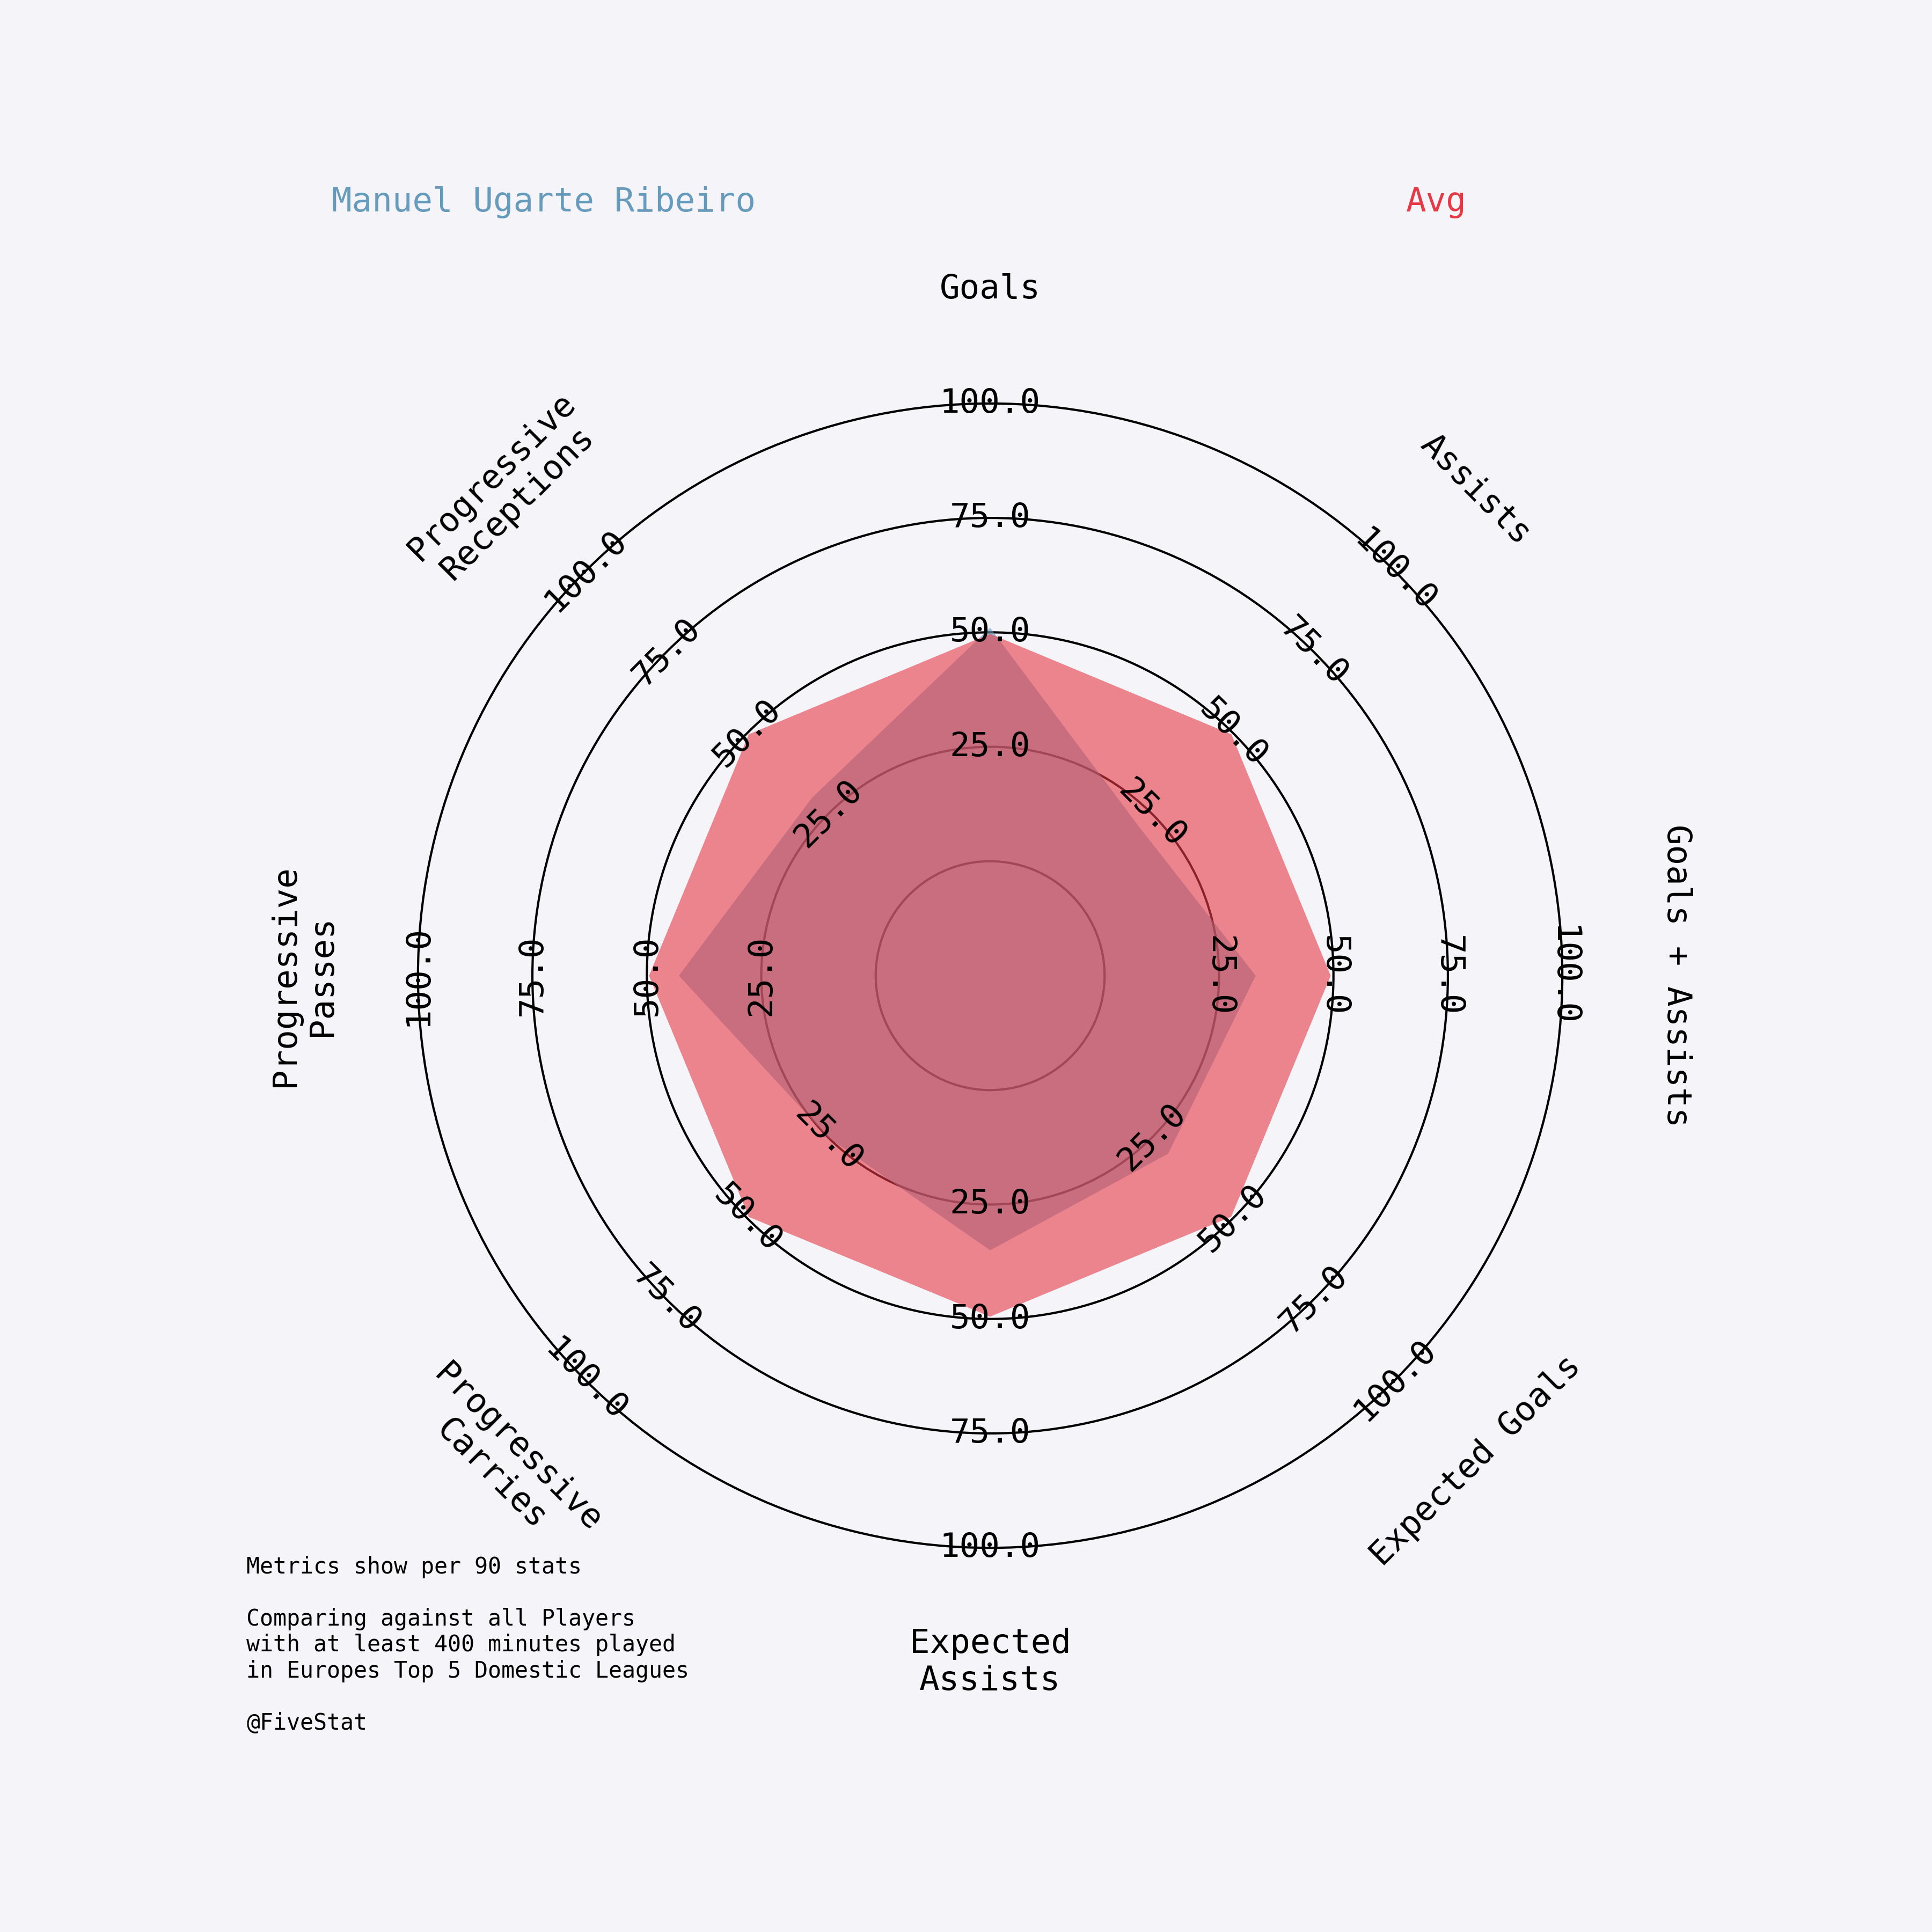 Manuel Ugarte Ribeiro
Avg
Goals
Assists
Goals + Assists
Expected Goals
Expected
Assists
Progressive
Carries
Progressive
Passes
Progressive
Receptions
25.0
50.0
75.0
100.0
25.0
50.0
75.0
100.0
25.0
50.0
75.0
100.0
25.0
50.0
75.0
100.0
25.0
50.0
75.0
100.0
25.0
50.0
75.0
100.0
25.0
50.0
75.0
100.0
25.0
50.0
75.0
100.0
Metrics show per 90 stats
Comparing against all Players
with at least 400 minutes played
in Europes Top 5 Domestic Leagues
@FiveStat